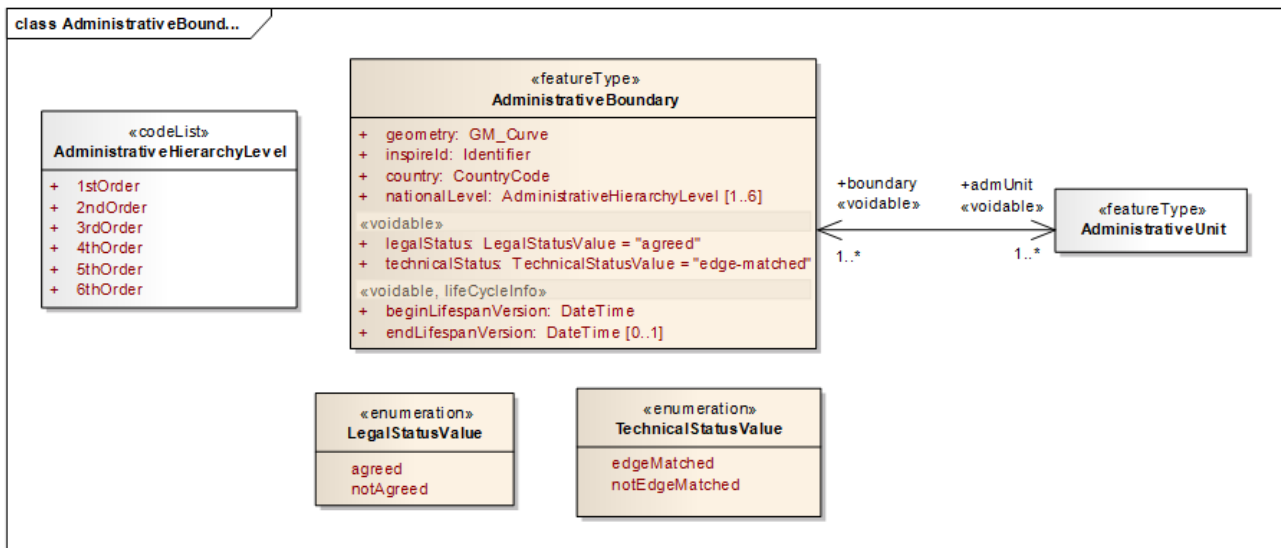 class AdministrativeBound...
«codeList»
AdministrativeHierarchyLevel
+ 1stOrder
+ 2ndOrder
+ 3rdOrder
+ 4thOrder
+ 5thOrder
+ 6thOrder
«featureType»
AdministrativeBoundary
+ geometry: GM_Curve
+ inspireId: Identifier
+ country: CountryCode
+ nationalLevel: AdministrativeHierarchyLevel [1..6]
«voidable»
+ legalStatus: LegalStatusValue = "agreed"
+ technicalStatus: TechnicalStatusValue = "edge-matched"
«voidable, lifeCycleInfo»
+ beginLifespanVersion: DateTime
+ endLifespanVersion: DateTime [0..1]
+boundary
«voidable»
1..*
+admUnit
«voidable»
1..*
«featureType»
AdministrativeUnit
«enumeration»
LegalStatusValue
agreed
notAgreed
«enumeration»
TechnicalStatusValue
edgeMatched
notEdgeMatched